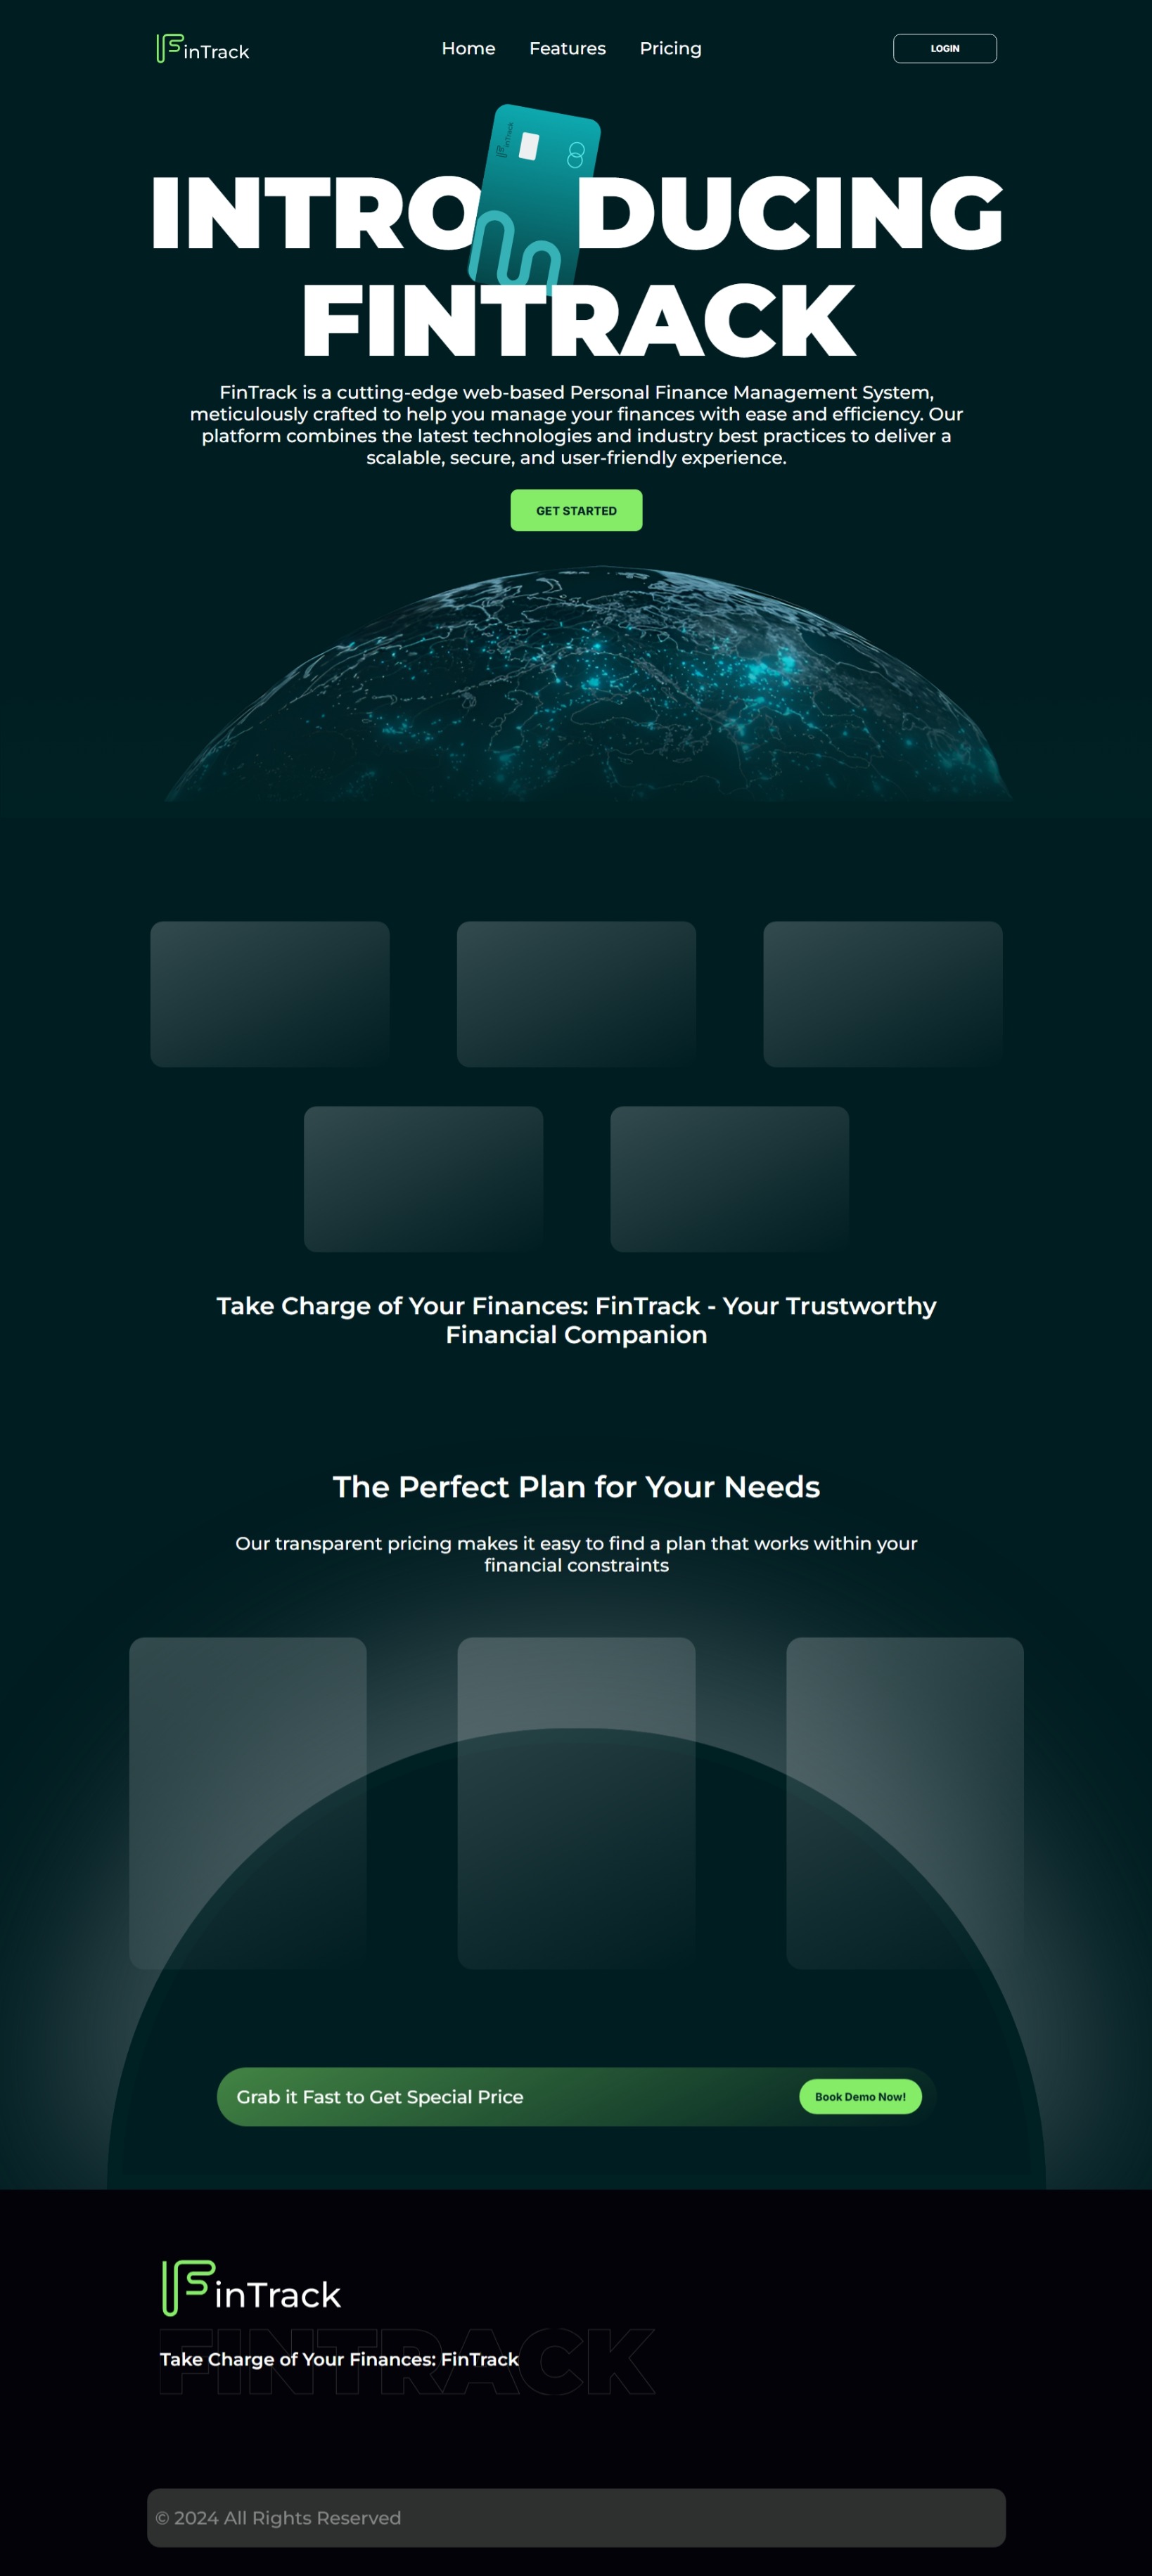 FinTrack
Home Features Pricing
LOGIN
FinTrack
INTRODUCING
FINTRACK
FinTrack is a cutting-edge web-based Personal Finance Management System,
meticulously crafted to help you manage your finances with ease and efficiency. Our
platform combines the latest technologies and industry best practices to deliver a
scalable, secure, and user-friendly experience.
GET STARTED
Take Charge of Your Finances: FinTrack - Your Trustworthy
Financial Companion
The Perfect Plan for Your Needs
Our transparent pricing makes it easy to find a plan that works within your
financial constraints
Grab it Fast to Get Special Price
Book Demo Now!
FinTrack
FINTRACK
Take Charge of Your Finances: FinTrack
© 2024 All Rights Reserved